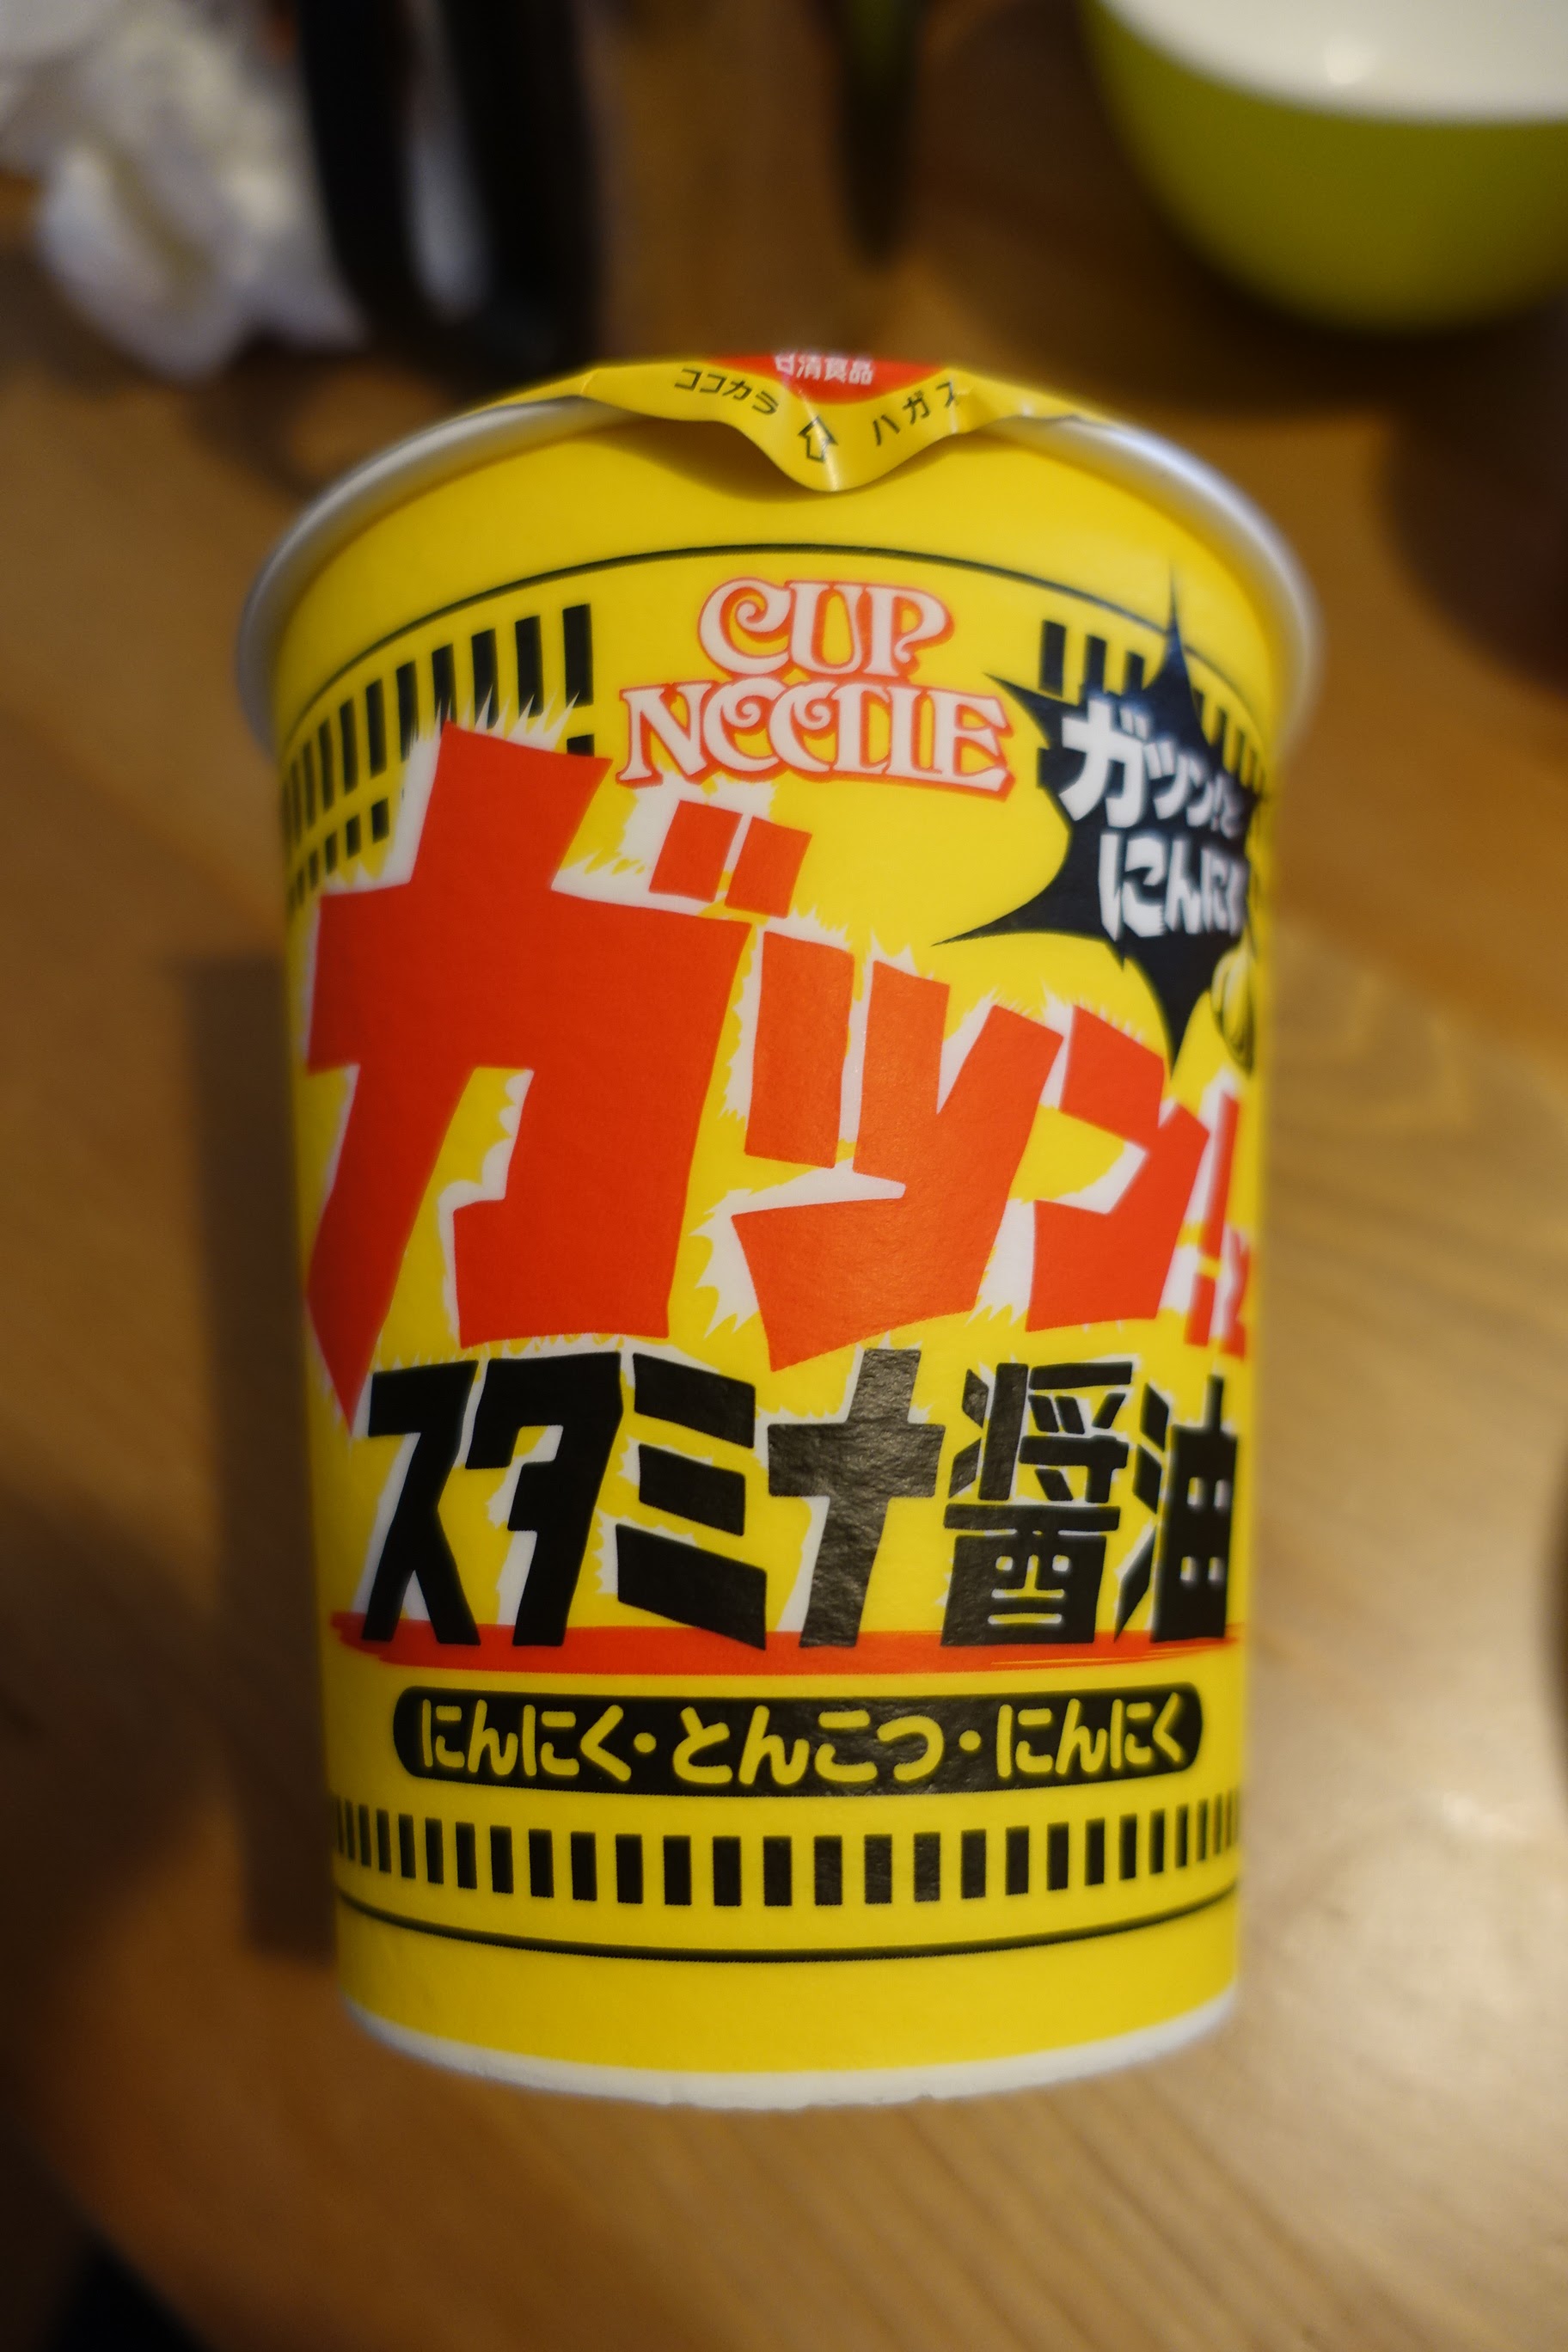 日清食品
ココカラ ハガス
CUP
NOODLE
ガツン!と
にんにく
ガツン!と
スタミナ醤油
にんにく・とんこつ・にんにく